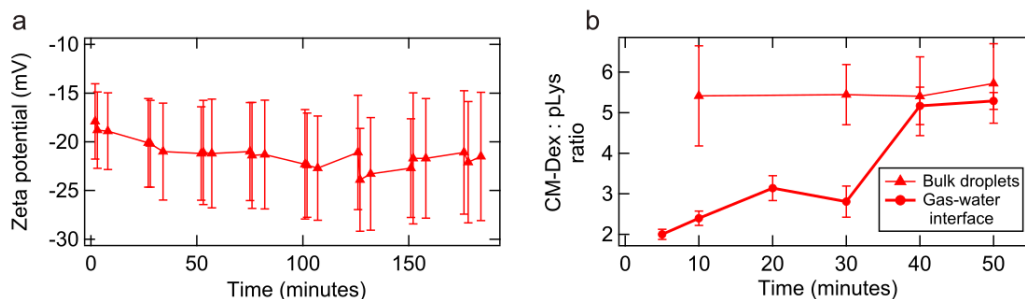 a
Zeta potential (mV)
-10
-15
-20
-25
-30
0
50
100
150
Time (minutes)
b
CM-Dex : pLys
ratio
6
5
4
3
2
0
10
20
30
40
50
Time (minutes)
Bulk droplets
Gas-water
interface